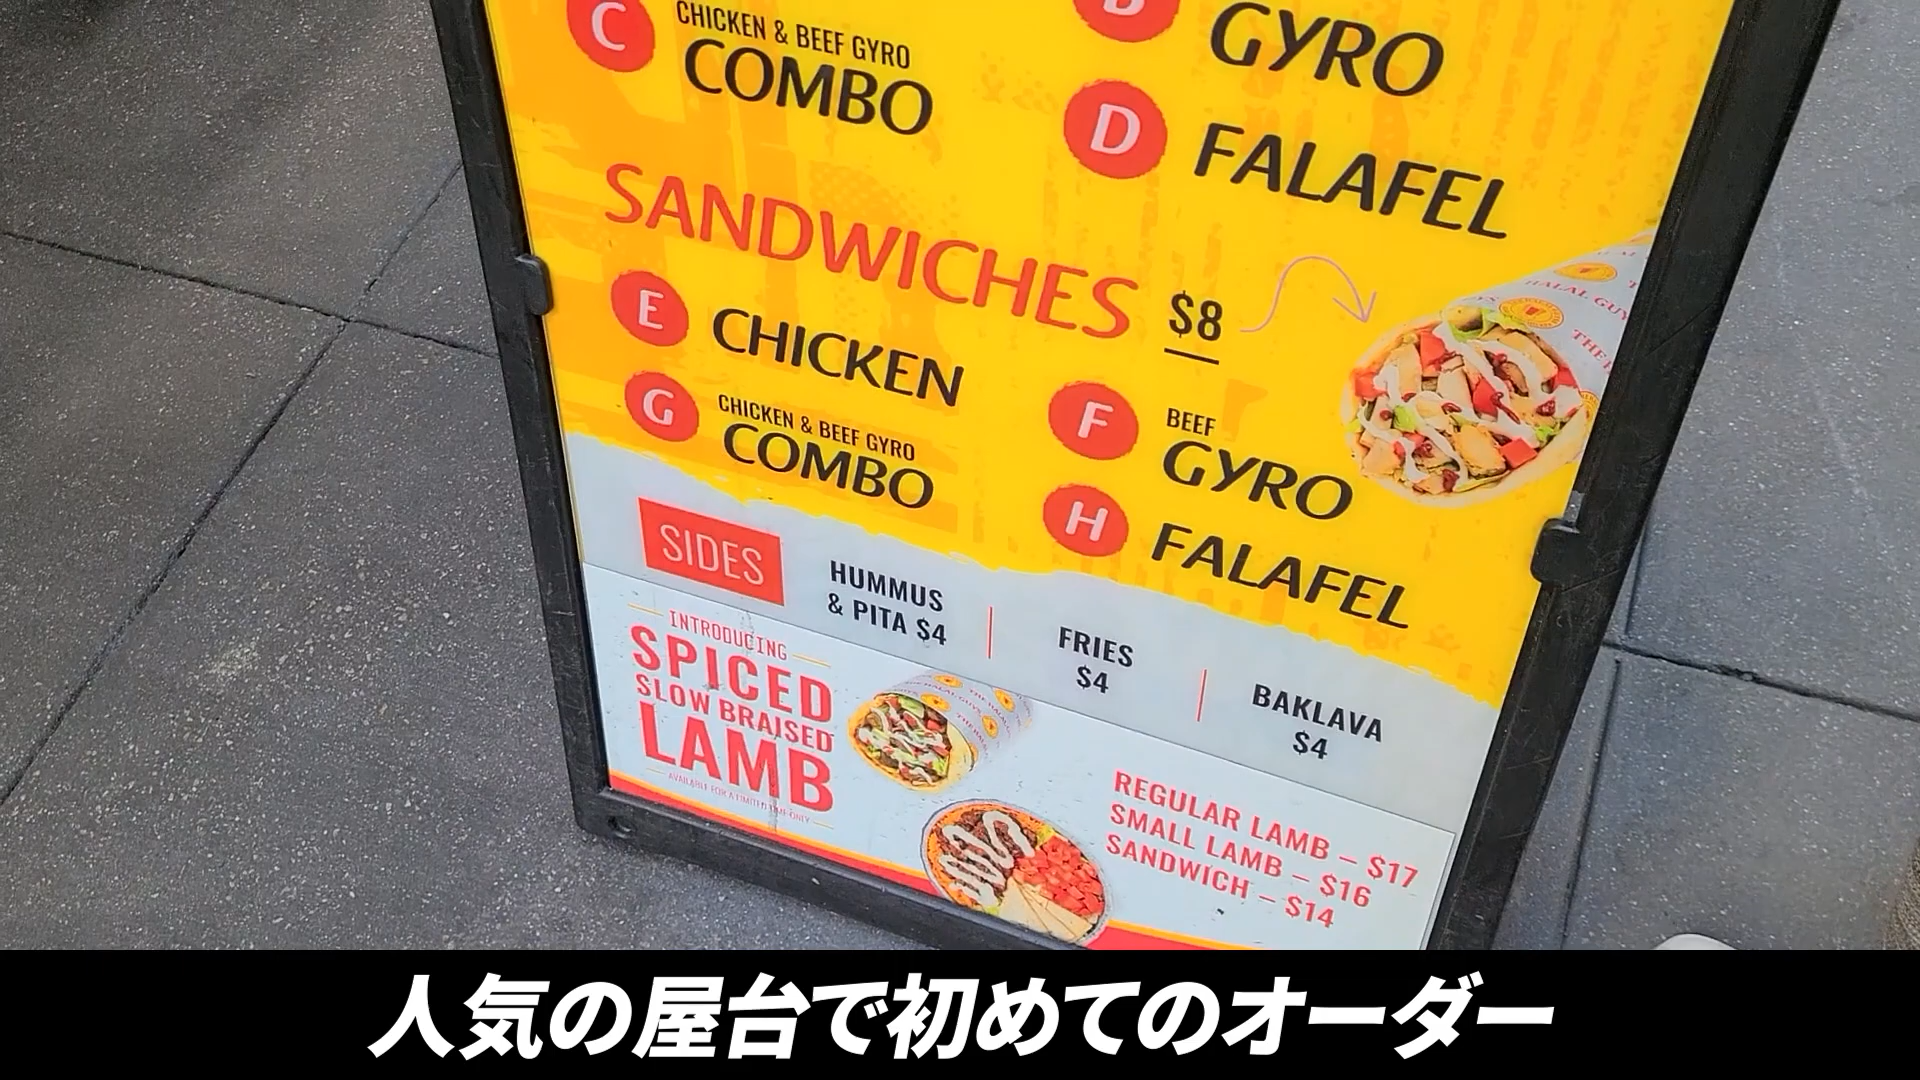 C CHICKEN & BEEF GYRO
COMBO
GYRO
D FALAFEL
SANDWICHES $8
E CHICKEN
F BEEF
GYRO
G CHICKEN & BEEF GYRO
COMBO
H FALAFEL
SIDES
HUMMUS
& PITA $4
FRIES
$4
BAKLAVA
$4
INTRODUCING
SPICED
SLOW BRAISED
LAMB
AVAILABLE FOR A LIMITED TIME ONLY
REGULAR LAMB – $17
SMALL LAMB – $16
SANDWICH – $14
人気の屋台で初めてのオーダー